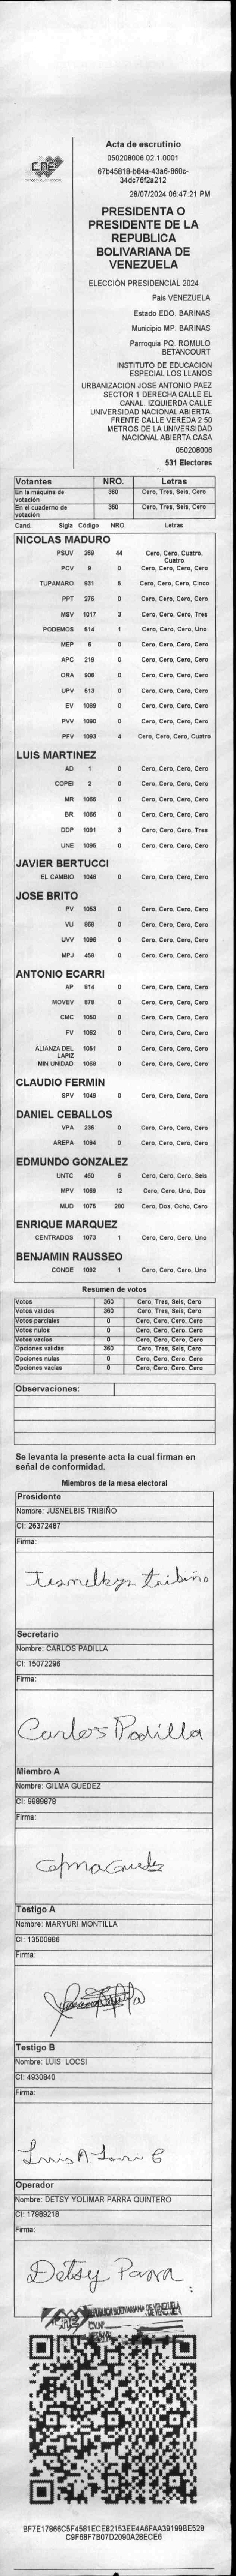 CNE
Acta de escrutinio
050208006.02.1.0001
67b45818-b84a-43a6-860c-
34dc76f2a212
28/07/2024 06:47:21 PM
PRESIDENTA O
PRESIDENTE DE LA
REPUBLICA
BOLIVARIANA DE
VENEZUELA
ELECCIÓN PRESIDENCIAL 2024
Pais VENEZUELA
Estado EDO. BARINAS
Municipio MP. BARINAS
Parroquia PQ. ROMULO
BETANCOURT
INSTITUTO DE EDUCACION
ESPECIAL LOS LLANOS
URBANIZACION JOSE ANTONIO PAEZ
SECTOR 1 DERECHA CALLE EL
CANAL. IZQUIERDA CALLE
UNIVERSIDAD NACIONAL ABIERTA.
FRENTE CALLE VEREDA 2 50
METROS DE LA UNIVERSIDAD
NACIONAL ABIERTA CASA
050208006
531 Electores
Votantes NRO. Letras
En la máquina de votación 360 Cero, Tres, Seis, Cero
En el cuaderno de votación 360 Cero, Tres, Seis, Cero
Cand. Sigla Código NRO. Letras
NICOLAS MADURO
PSUV 269 44 Cero, Cero, Cuatro, Cuatro
PCV 9 0 Cero, Cero, Cero, Cero
TUPAMARO 931 5 Cero, Cero, Cero, Cinco
PPT 276 0 Cero, Cero, Cero, Cero
MSV 1017 3 Cero, Cero, Cero, Tres
PODEMOS 514 1 Cero, Cero, Cero, Uno
MEP 6 0 Cero, Cero, Cero, Cero
APC 219 0 Cero, Cero, Cero, Cero
ORA 906 0 Cero, Cero, Cero, Cero
UPV 513 0 Cero, Cero, Cero, Cero
EV 1089 0 Cero, Cero, Cero, Cero
PVV 1090 0 Cero, Cero, Cero, Cero
PFV 1093 4 Cero, Cero, Cero, Cuatro
LUIS MARTINEZ
AD 1 0 Cero, Cero, Cero, Cero
COPEI 2 0 Cero, Cero, Cero, Cero
MR 1065 0 Cero, Cero, Cero, Cero
BR 1066 0 Cero, Cero, Cero, Cero
DDP 1091 3 Cero, Cero, Cero, Tres
UNE 1095 0 Cero, Cero, Cero, Cero
JAVIER BERTUCCI
EL CAMBIO 1048 0 Cero, Cero, Cero, Cero
JOSE BRITO
PV 1053 0 Cero, Cero, Cero, Cero
VU 989 0 Cero, Cero, Cero, Cero
UVV 1096 0 Cero, Cero, Cero, Cero
MPJ 459 0 Cero, Cero, Cero, Cero
ANTONIO ECARRI
AP 914 0 Cero, Cero, Cero, Cero
MOVEV 979 0 Cero, Cero, Cero, Cero
CMC 1050 0 Cero, Cero, Cero, Cero
FV 1052 0 Cero, Cero, Cero, Cero
ALIANZA DEL LAPIZ 1051 0 Cero, Cero, Cero, Cero
MIN UNIDAD 1068 0 Cero, Cero, Cero, Cero
CLAUDIO FERMIN
SPV 1049 0 Cero, Cero, Cero, Cero
DANIEL CEBALLOS
VPA 236 0 Cero, Cero, Cero, Cero
AREPA 1094 0 Cero, Cero, Cero, Cero
EDMUNDO GONZALEZ
UNTC 460 6 Cero, Cero, Cero, Seis
MPV 1069 12 Cero, Cero, Uno, Dos
MUD 1075 280 Cero, Dos, Ocho, Cero
ENRIQUE MARQUEZ
CENTRADOS 1073 1 Cero, Cero, Cero, Uno
BENJAMIN RAUSSEO
CONDE 1092 1 Cero, Cero, Cero, Uno
Resumen de votos
Votos 360 Cero, Tres, Seis, Cero
Votos validos 360 Cero, Tres, Seis, Cero
Votos parciales 0 Cero, Cero, Cero, Cero
Votos nulos 0 Cero, Cero, Cero, Cero
Votos vacios 0 Cero, Cero, Cero, Cero
Opciones validas 360 Cero, Tres, Seis, Cero
Opciones nulas 0 Cero, Cero, Cero, Cero
Opciones vacias 0 Cero, Cero, Cero, Cero
Observaciones:
Se levanta la presente acta la cual firman en
señal de conformidad.
Miembros de la mesa electoral
Presidente
Nombre: JUSNELBIS TRIBIÑO
CI: 26372487
Firma:
Secretario
Nombre: CARLOS PADILLA
CI: 15072296
Firma:
Carlos Padilla
Miembro A
Nombre: GILMA GUEDEZ
CI: 9989878
Firma:
Testigo A
Nombre: MARYURI MONTILLA
CI: 13500986
Firma:
Testigo B
Nombre: LUIS LOCSI
CI: 4930840
Firma:
Operador
Nombre: DETSY YOLIMAR PARRA QUINTERO
CI: 17989218
Firma:
Detsy Parra
BF7E17866C5F4581ECE82153EE4A6FAA39199BE528
C9F68F7B07D2090A28ECE6